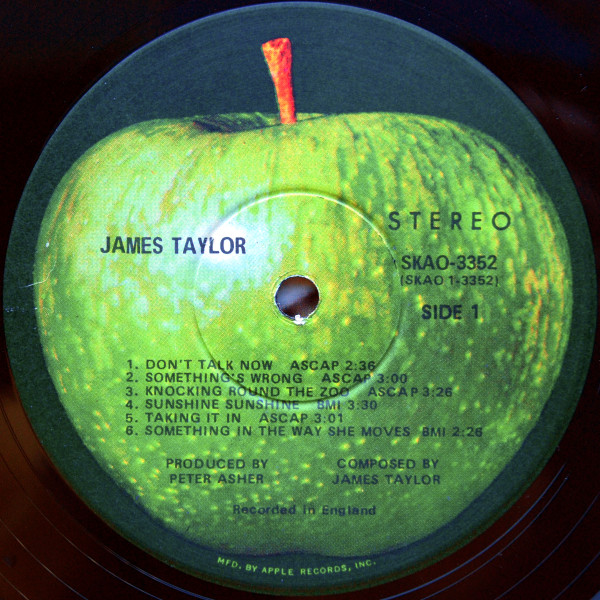 STEREO
JAMES TAYLOR
SKAO-3352
(SKAO 1-3352)
SIDE 1
1. DON'T TALK NOW ASCAP 2:36
2. SOMETHING'S WRONG ASCAP 3:00
3. KNOCKING ROUND THE ZOO ASCAP 3:26
4. SUNSHINE SUNSHINE BMI 3:30
5. TAKING IT IN ASCAP 3:01
6. SOMETHING IN THE WAY SHE MOVES BMI 2:26
PRODUCED BY
PETER ASHER
COMPOSED BY
JAMES TAYLOR
Recorded in England
MFD. BY APPLE RECORDS, INC.